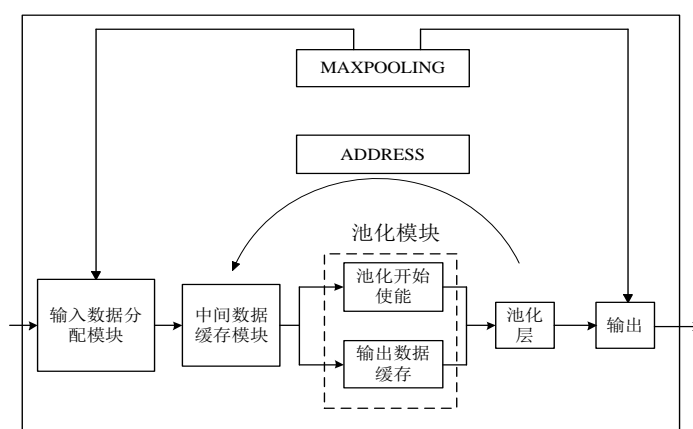 MAXPOOLING
ADDRESS
池化模块
输入数据分
配模块
中间数据
缓存模块
池化开始
使能
输出数据
缓存
池化
层
输出